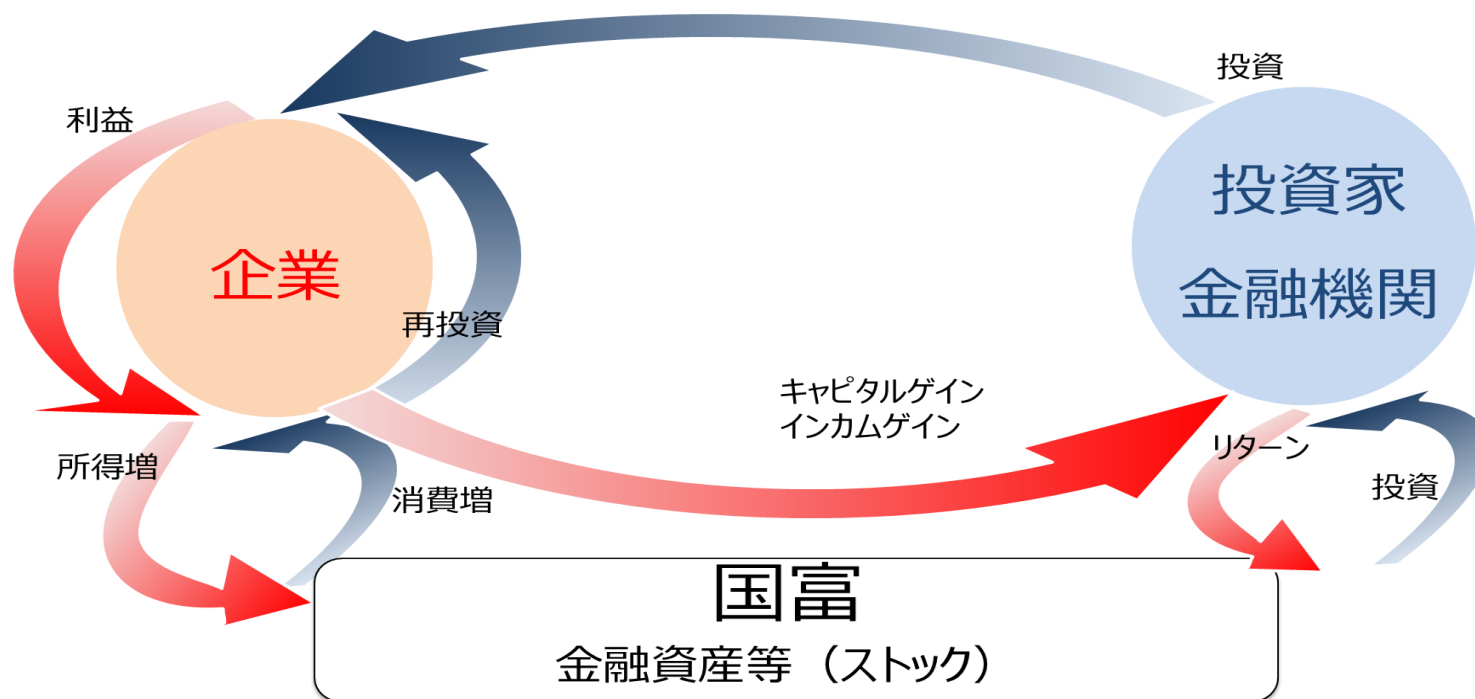 投資
利益
投資家
金融機関
企業
再投資
キャピタルゲイン
インカムゲイン
リターン
所得増
消費増
投資
国富
金融資産等（ストック）